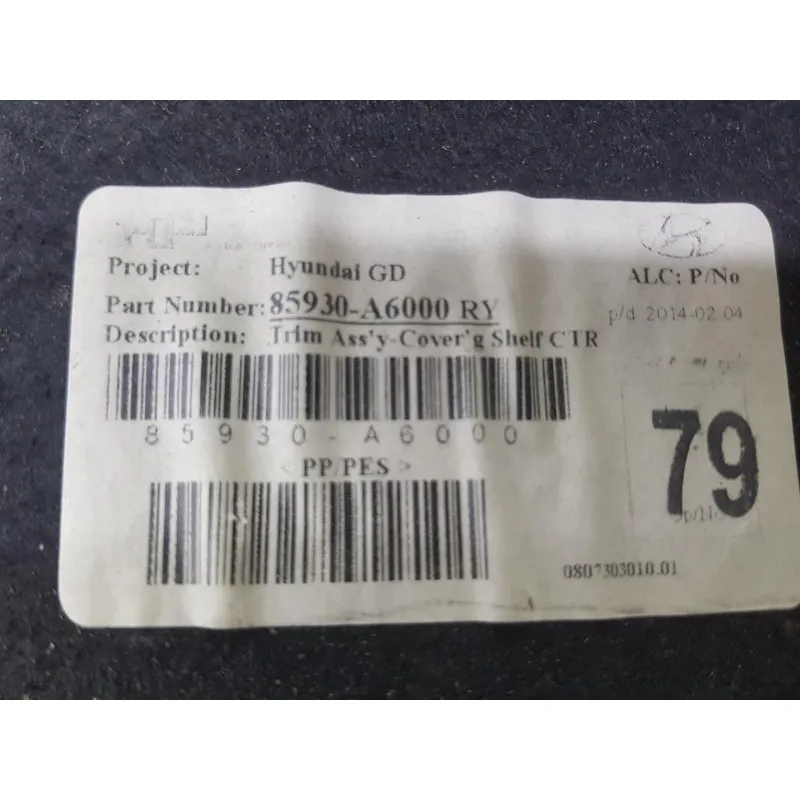 Project: Hyundai GD
ALC: P/No
Part Number: 85930-A6000 RY
p/d 2014-02 04
Description: Trim Ass'y-Cover'g Shelf CTR
85930-A6000
79
< PP/PES >
0807303010.01